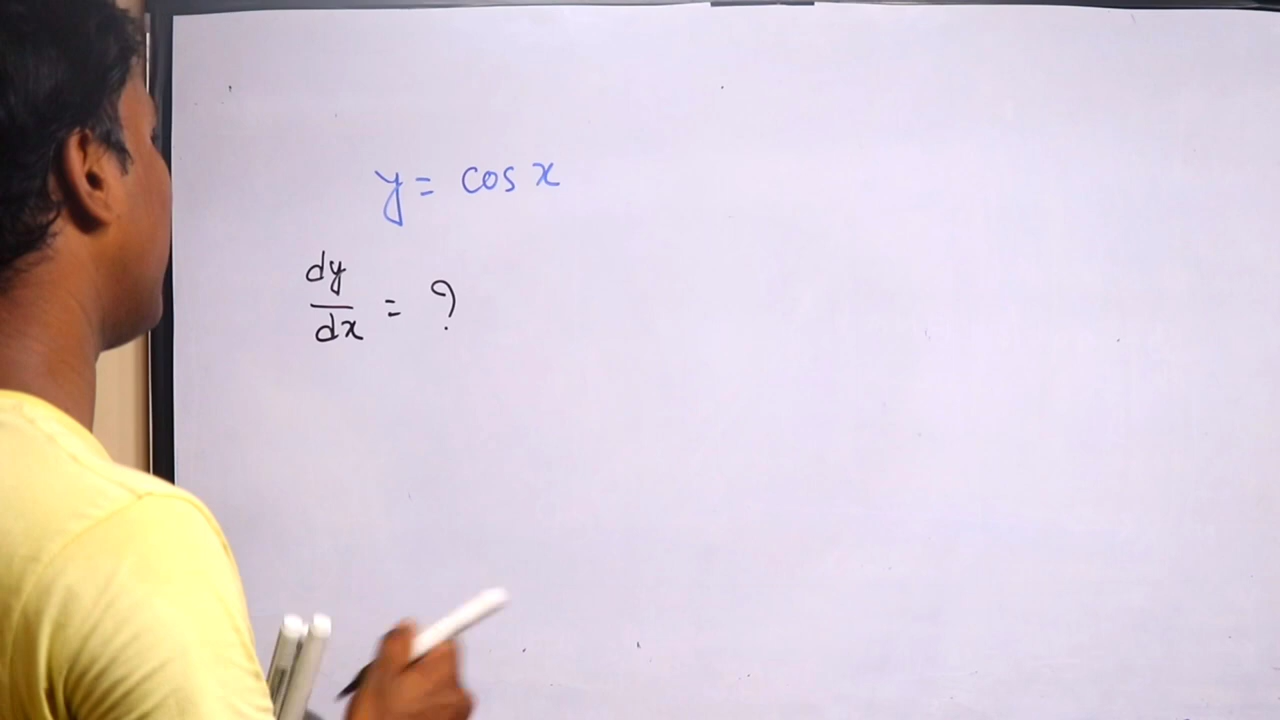 y = cos x
dy/dx = ?